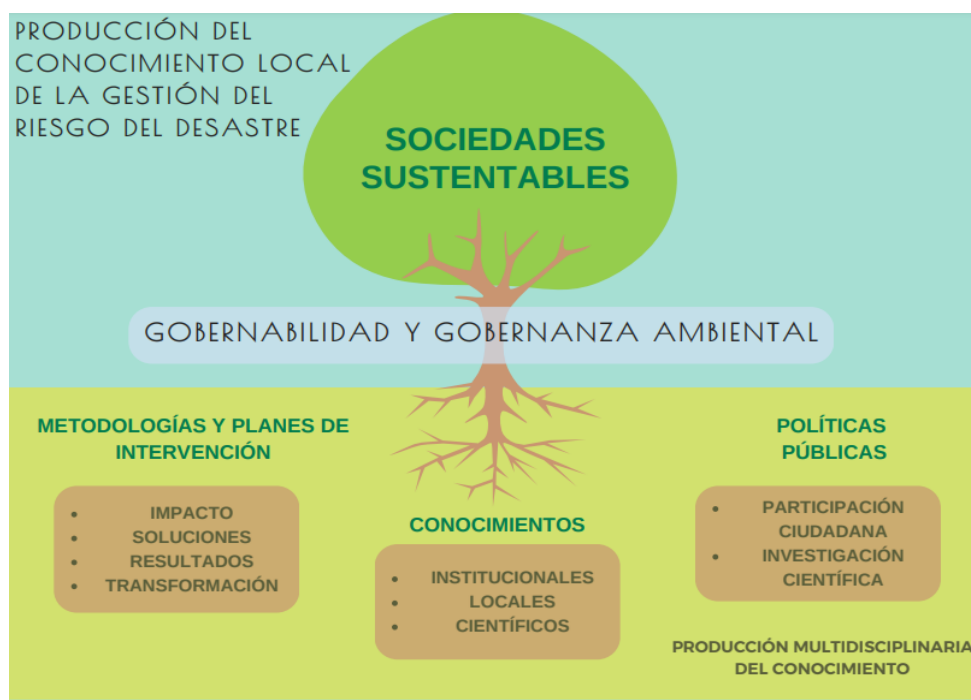 PRODUCCIÓN DEL
CONOCIMIENTO LOCAL
DE LA GESTIÓN DEL
RIESGO DEL DESASTRE
SOCIEDADES
SUSTENTABLES
GOBERNABILIDAD Y GOBERNANZA AMBIENTAL
METODOLOGÍAS Y PLANES DE
INTERVENCIÓN
• IMPACTO
• SOLUCIONES
• RESULTADOS
• TRANSFORMACIÓN
CONOCIMIENTOS
• INSTITUCIONALES
• LOCALES
• CIENTÍFICOS
POLÍTICAS
PÚBLICAS
• PARTICIPACIÓN
CIUDADANA
• INVESTIGACIÓN
CIENTÍFICA
PRODUCCIÓN MULTIDISCIPLINARIA
DEL CONOCIMIENTO